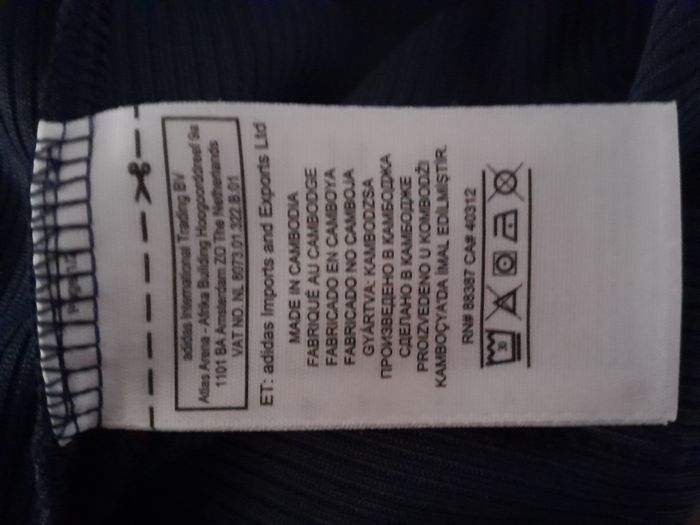 adidas International Trading BV
Atlas Arena - Afrika Building Hoogoorddreef 9a
1101 BA Amsterdam ZO The Netherlands
VAT NO. NL 8073.01.322.B.01
ET: adidas Imports and Exports Ltd
MADE IN CAMBODIA
FABRIQUÉ AU CAMBODGE
FABRICADO EN CAMBOYA
FABRICADO NO CAMBOJA
GYÁRTVA: KAMBODZSA
ПРОИЗВЕДЕНО В КАМБОДЖА
СДЕЛАНО В КАМБОДЖЕ
PROIZVEDENO U KOMBODŽI
KAMBOÇYA'DA İMAL EDİLMİŞTİR.
RN# 88387 CA# 40312
30